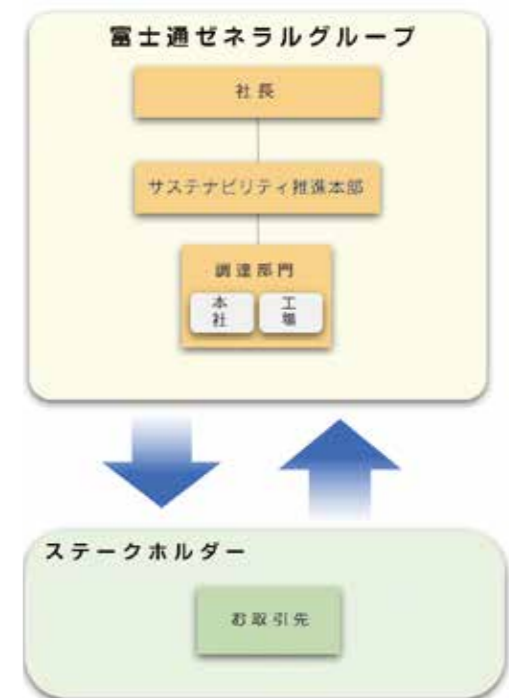 富士通ゼネラルグループ
社長
サステナビリティ推進本部
調達部門
本社
工場
ステークホルダー
お取引先